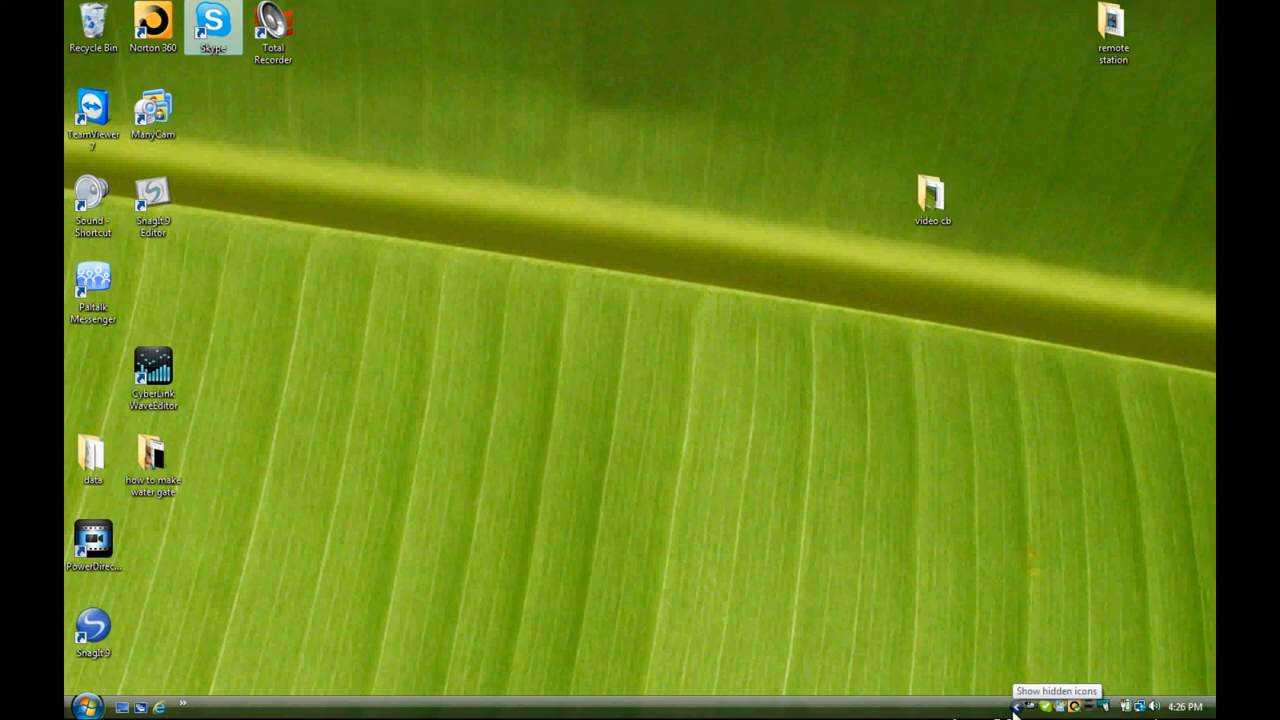 Recycle Bin
Norton 360
Skype
Total
Recorder
remote
station
TeamViewer
7
ManyCam
Sound -
Shortcut
SnagIt 9
Editor
video cb
Paltalk
Messenger
CyberLink
WaveEditor
data
how to make
water gate
PowerDirec...
SnagIt 9
Show hidden icons
4:26 PM